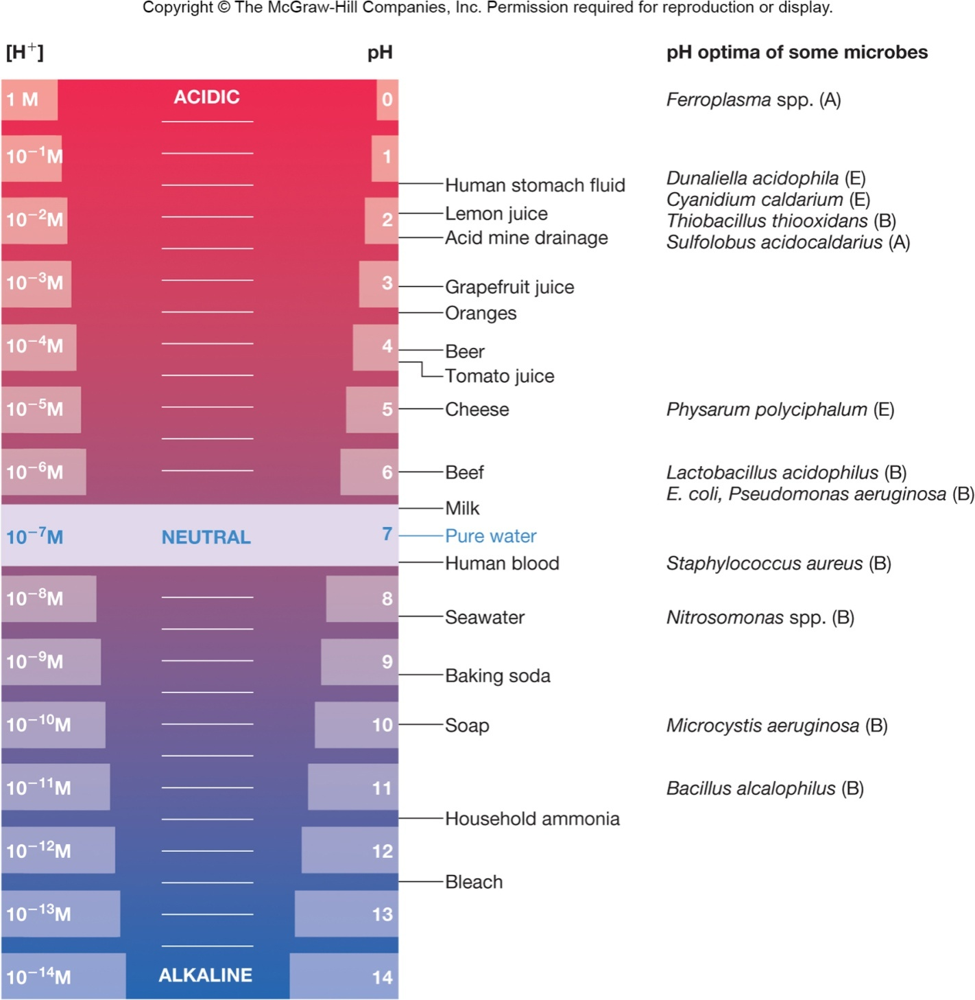 Copyright © The McGraw-Hill Companies, Inc. Permission required for reproduction or display.
[H⁺] pH pH optima of some microbes
1 M ACIDIC 0 Ferroplasma spp. (A)
10⁻¹M 1
Human stomach fluid Dunaliella acidophila (E)
Cyanidium caldarium (E)
10⁻²M 2 Lemon juice Thiobacillus thiooxidans (B)
Acid mine drainage Sulfolobus acidocaldarius (A)
10⁻³M 3 Grapefruit juice
Oranges
10⁻⁴M 4 Beer
Tomato juice
10⁻⁵M 5 Cheese Physarum polyciphalum (E)
10⁻⁶M 6 Beef Lactobacillus acidophilus (B)
E. coli, Pseudomonas aeruginosa (B)
Milk
10⁻⁷M NEUTRAL 7 Pure water
Human blood Staphylococcus aureus (B)
10⁻⁸M 8
Seawater Nitrosomonas spp. (B)
10⁻⁹M 9
Baking soda
10⁻¹⁰M 10 Soap Microcystis aeruginosa (B)
10⁻¹¹M 11 Bacillus alcalophilus (B)
Household ammonia
10⁻¹²M 12
Bleach
10⁻¹³M 13
10⁻¹⁴M ALKALINE 14